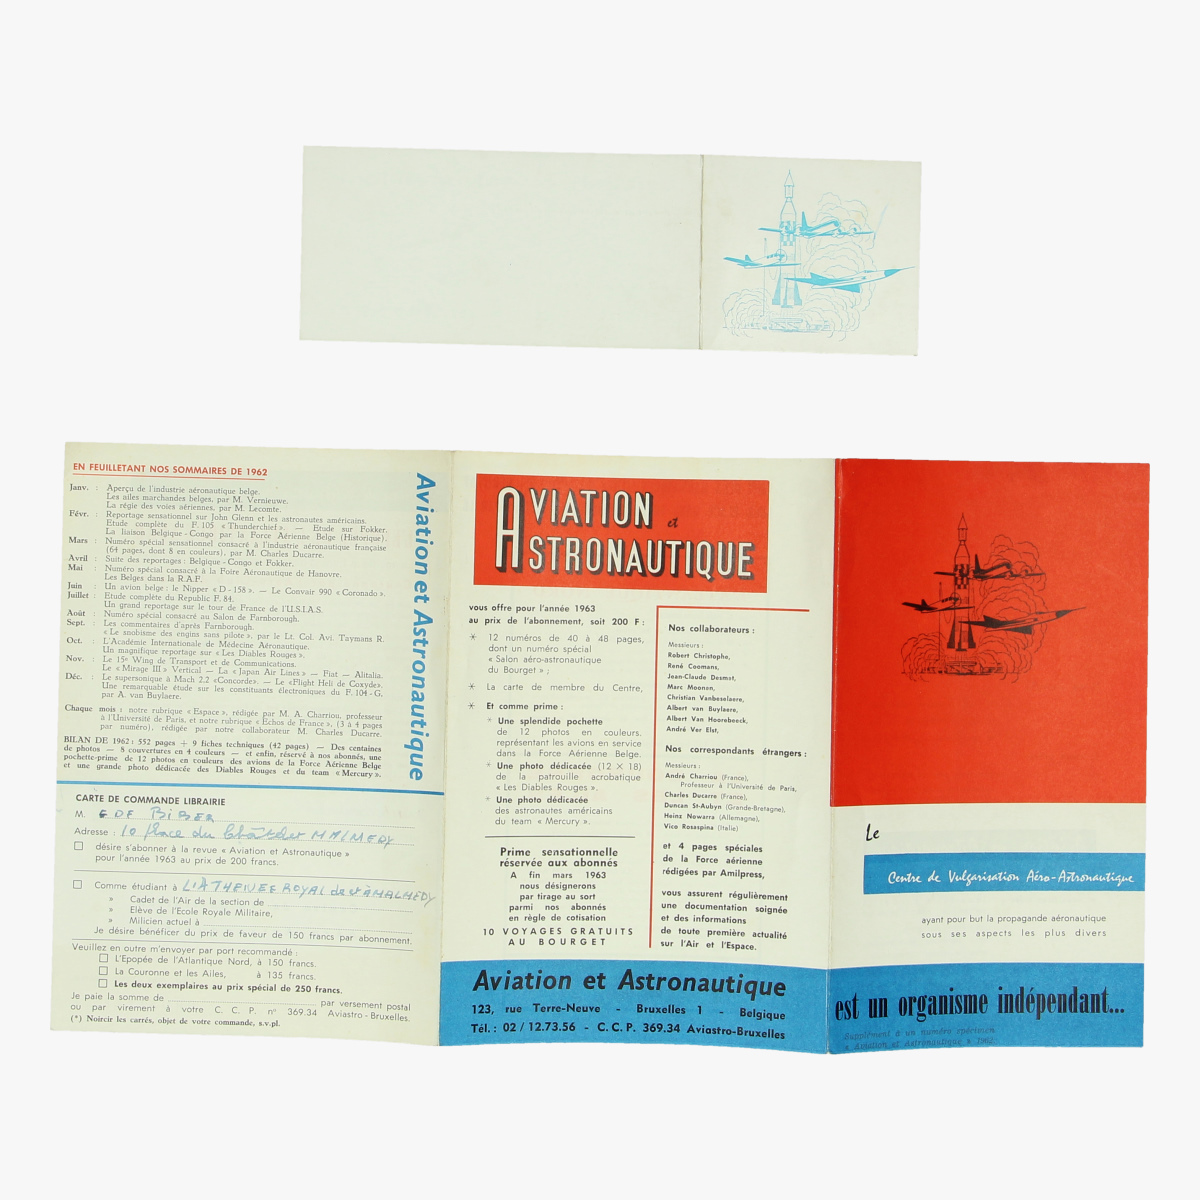 EN FEUILLETANT NOS SOMMAIRES DE 1962
Janv. : Aperçu de l'industrie aéronautique belge.
Les ailes marchandes belges, par M. Vernieuwe.
La régie des voies aériennes, par M. Lecomte.
Févr. : Reportage sensationnel sur John Glenn et les astronautes américains.
Etude complète du F. 105 « Thunderchief ». — Etude sur Fokker.
La liaison Belgique-Congo par la Force Aérienne Belge (Historique).
Mars : Numéro spécial sensationnel consacré à l'industrie aéronautique française
(64 pages, dont 8 en couleurs), par M. Charles Ducarre.
Avril : Suite des reportages : Belgique-Congo et Fokker.
Mai : Numéro spécial consacré à la Foire Aéronautique de Hanovre.
Les Belges dans la R.A.F.
Juin : Un avion belge : le Nipper « D-158 ». — Le Convair 990 « Coronado ».
Juillet : Etude complète du Republic F. 84.
Un grand reportage sur le tour de France de l'U.S.I.A.S.
Août : Numéro spécial consacré au Salon de Farnborough.
Sept. : Les commentaires d'après Farnborough.
« Le snobisme des engins sans pilote », par le Lt. Col. Avi. Taymans R.
Oct. : L'Académie Internationale de Médecine Aéronautique.
Un magnifique reportage sur « Les Diables Rouges ».
Nov. : Le 15e Wing de Transport et de Communications.
Le « Mirage III » Vertical — La « Japan Air Lines » — Fiat — Alitalia.
Déc. : Le supersonique à Mach 2.2 «Concorde». — Le «Flight Heli de Coxyde».
Une remarquable étude sur les constituants électroniques du F. 104-G.
par A. van Buylaere.
Chaque mois : notre rubrique « Espace », rédigée par M. A. Charriou, professeur
à l'Université de Paris, et notre rubrique « Echos de France », (3 à 4 pages
par numéro), rédigée par notre collaborateur M. Charles Ducarre.
BILAN DE 1962 : 552 pages + 9 fiches techniques (42 pages) — Des centaines
de photos — 8 couvertures en 4 couleurs — et enfin, réservé à nos abonnés, une
pochette-prime de 12 photos en couleurs des avions de la Force Aérienne Belge
et une grande photo dédicacée des Diables Rouges et du team « Mercury ».
Aviation et Astronautique
CARTE DE COMMANDE LIBRAIRIE
M. E DE BIBER
Adresse : 10 place du Châtelet MALMEDY
désire s'abonner à la revue « Aviation et Astronautique »
pour l'année 1963 au prix de 200 francs.
Comme étudiant à L'ATHENEE ROYAL de et à MALMEDY
» Cadet de l'Air de la section de
» Elève de l'Ecole Royale Militaire,
» Milicien actuel à
Je désire bénéficer du prix de faveur de 150 francs par abonnement.
Veuillez en outre m'envoyer par port recommandé :
L'Epopée de l'Atlantique Nord, à 150 francs.
La Couronne et les Ailes, à 135 francs.
Les deux exemplaires au prix spécial de 250 francs.
Je paie la somme de par versement postal
ou par virement à votre C. C. P. n° 369.34 Aviastro-Bruxelles.
(*) Noircir les carrés, objet de votre commande, s.v.pl.
AVIATION et
ASTRONAUTIQUE
vous offre pour l'année 1963
au prix de l'abonnement, soit 200 F :
* 12 numéros de 40 à 48 pages,
dont un numéro spécial
« Salon aéro-astronautique
du Bourget » ;
* La carte de membre du Centre,
* Et comme prime :
* Une splendide pochette
de 12 photos en couleurs,
représentant les avions en service
dans la Force Aérienne Belge.
* Une photo dédicacée (12 × 18)
de la patrouille acrobatique
« Les Diables Rouges ».
* Une photo dédicacée
des astronautes américains
du team « Mercury ».
Prime sensationnelle
réservée aux abonnés
A fin mars 1963
nous désignerons
par tirage au sort
parmi nos abonnés
en règle de cotisation
10 VOYAGES GRATUITS
AU BOURGET
Nos collaborateurs :
Messieurs :
Robert Christophe,
René Coomans,
Jean-Claude Desmet,
Marc Moonen,
Christian Vanbeselaere,
Albert van Buylaere,
Albert Van Hoorebeeck,
André Ver Elst,
Nos correspondants étrangers :
Messieurs :
André Charriou (France),
Professeur à l'Université de Paris,
Charles Ducarre (France),
Duncan St-Aubyn (Grande-Bretagne),
Heinz Nowarra (Allemagne),
Vico Rosaspina (Italie)
et 4 pages spéciales
de la Force aérienne
rédigées par Amilpress,
vous assurent régulièrement
une documentation soignée
et des informations
de toute première actualité
sur l'Air et l'Espace.
Aviation et Astronautique
123, rue Terre-Neuve - Bruxelles 1 - Belgique
Tél. : 02 / 12.73.56 - C. C. P. 369.34 Aviastro-Bruxelles
Le
Centre de Vulgarisation Aéro-Astronautique
ayant pour but la propagande aéronautique
sous ses aspects les plus divers
est un organisme indépendant...
Supplément à un numéro spécimen
« Aviation et Astronautique » 1962.